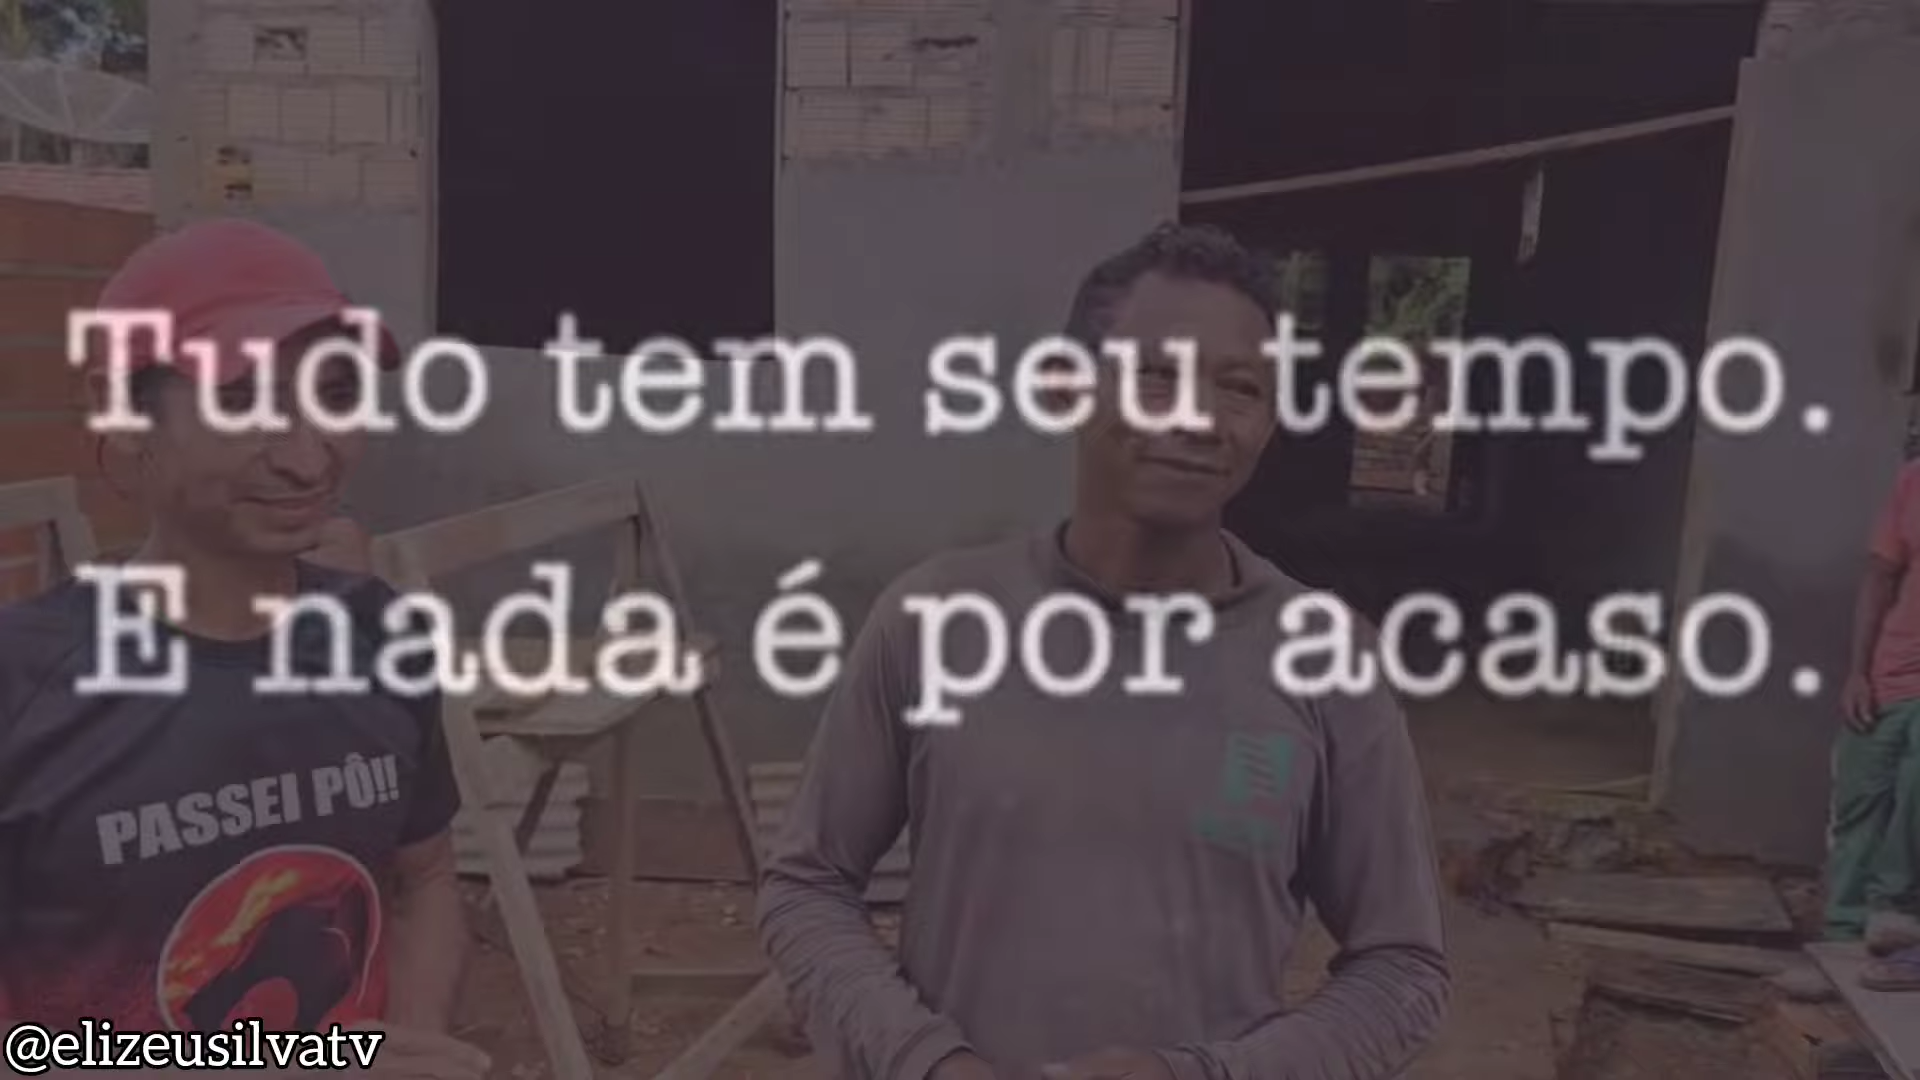 Tudo tem seu tempo.
E nada é por acaso.
PASSEI PÔ!!
@elizeusilvatv